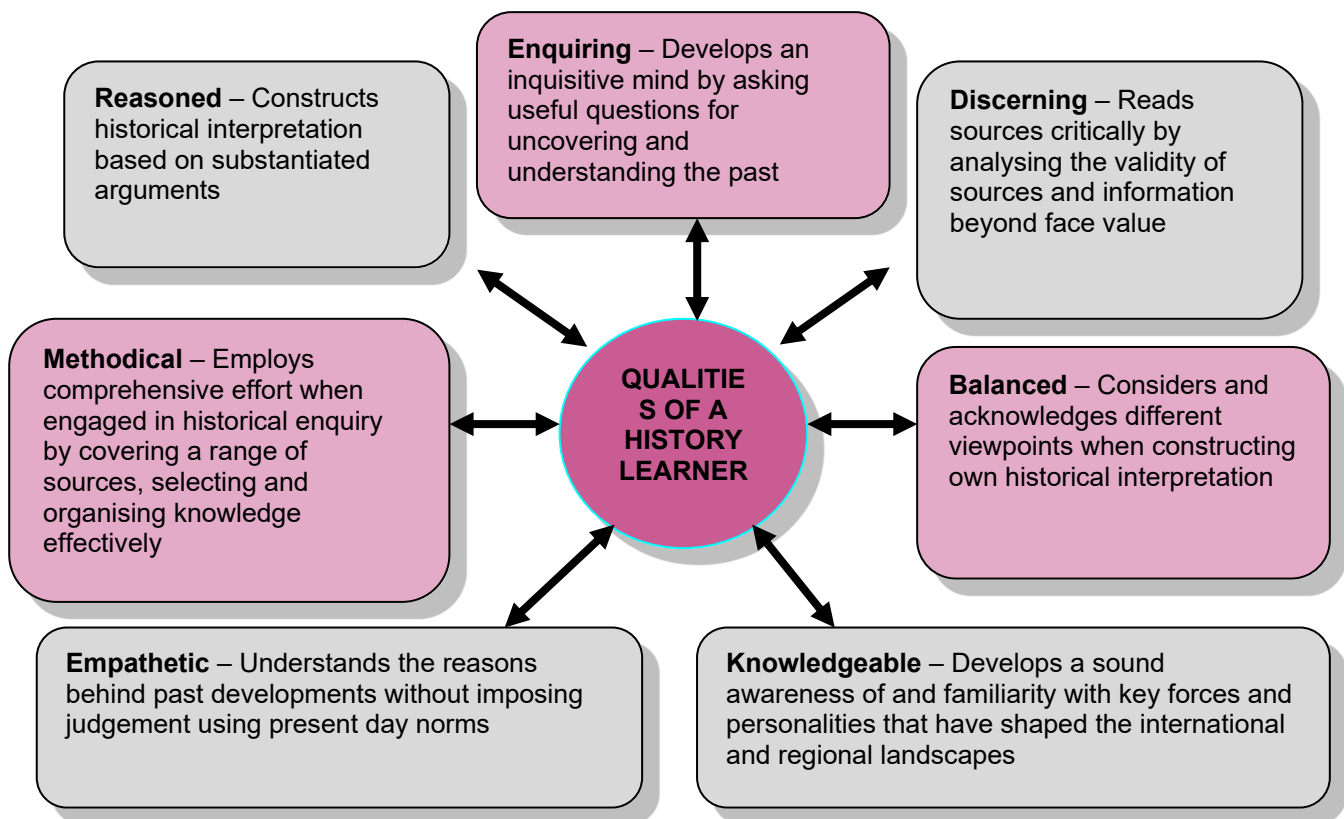 Enquiring – Develops an
inquisitive mind by asking
useful questions for
uncovering and
understanding the past
Reasoned – Constructs
historical interpretation
based on substantiated
arguments
Discerning – Reads
sources critically by
analysing the validity of
sources and information
beyond face value
Methodical – Employs
comprehensive effort when
engaged in historical enquiry
by covering a range of
sources, selecting and
organising knowledge
effectively
QUALITIE
S OF A
HISTORY
LEARNER
Balanced – Considers and
acknowledges different
viewpoints when constructing
own historical interpretation
Empathetic – Understands the reasons
behind past developments without imposing
judgement using present day norms
Knowledgeable – Develops a sound
awareness of and familiarity with key forces and
personalities that have shaped the international
and regional landscapes